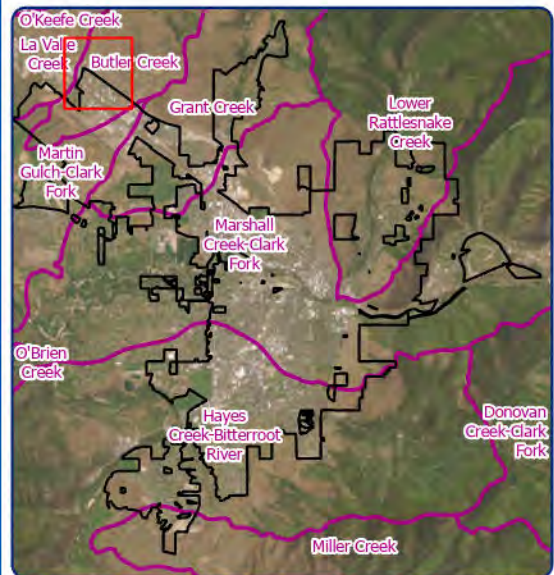 O'Keefe Creek
La Valle
Creek
Butler Creek
Grant Creek
Lower
Rattlesnake
Creek
Martin
Gulch-Clark
Fork
Marshall
Creek-Clark
Fork
O'Brien
Creek
Hayes
Creek-Bitterroot
River
Donovan
Creek-Clark
Fork
Miller Creek